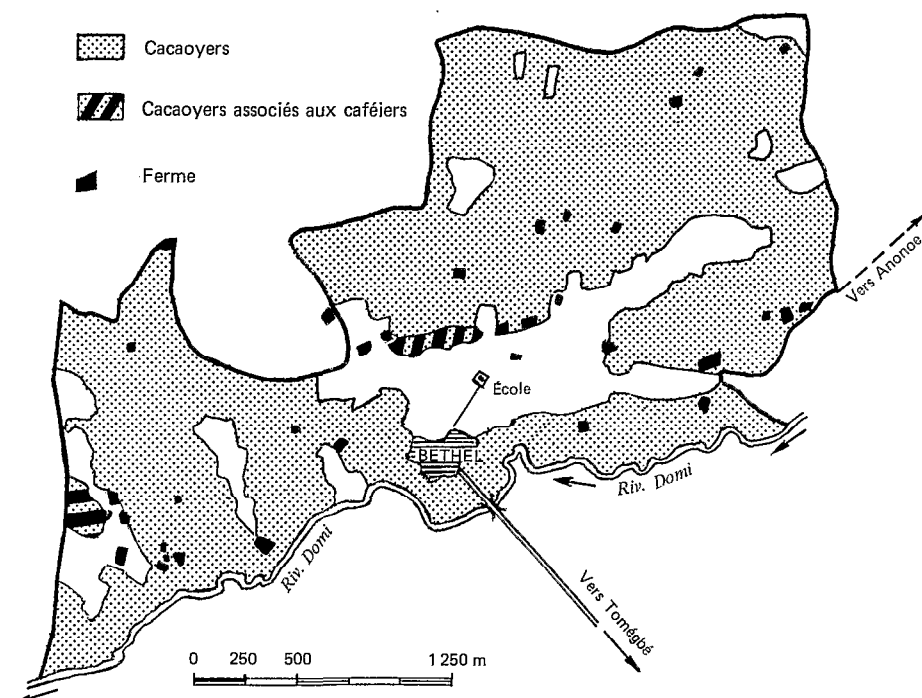 Cacaoyers
Cacaoyers associés aux caféiers
Ferme
Vers Anonoe
École
EBETHEL
Riv. Domi
Riv. Domi
Vers Tomégbé
0 250 500 1 250 m